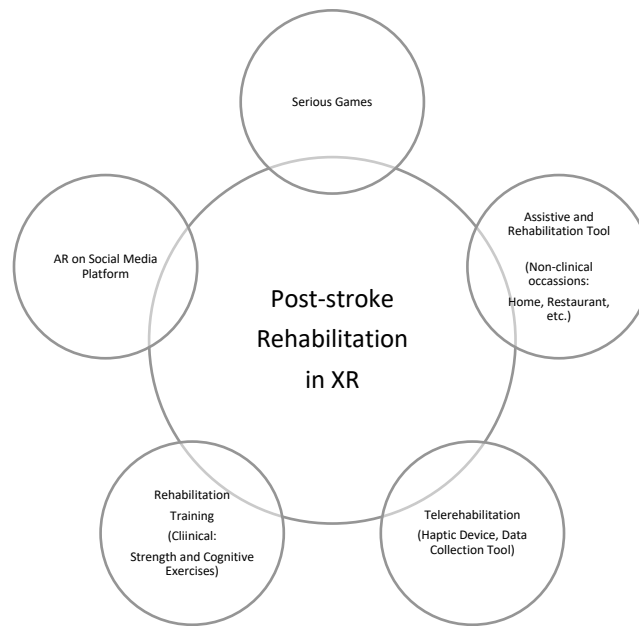 Serious Games
AR on Social Media
Platform
Assistive and
Rehabilitation Tool
(Non-clinical
occassions:
Home, Restaurant,
etc.)
Post-stroke
Rehabilitation
in XR
Rehabilitation
Training
(Cliinical:
Strength and Cognitive
Exercises)
Telerehabilitation
(Haptic Device, Data
Collection Tool)